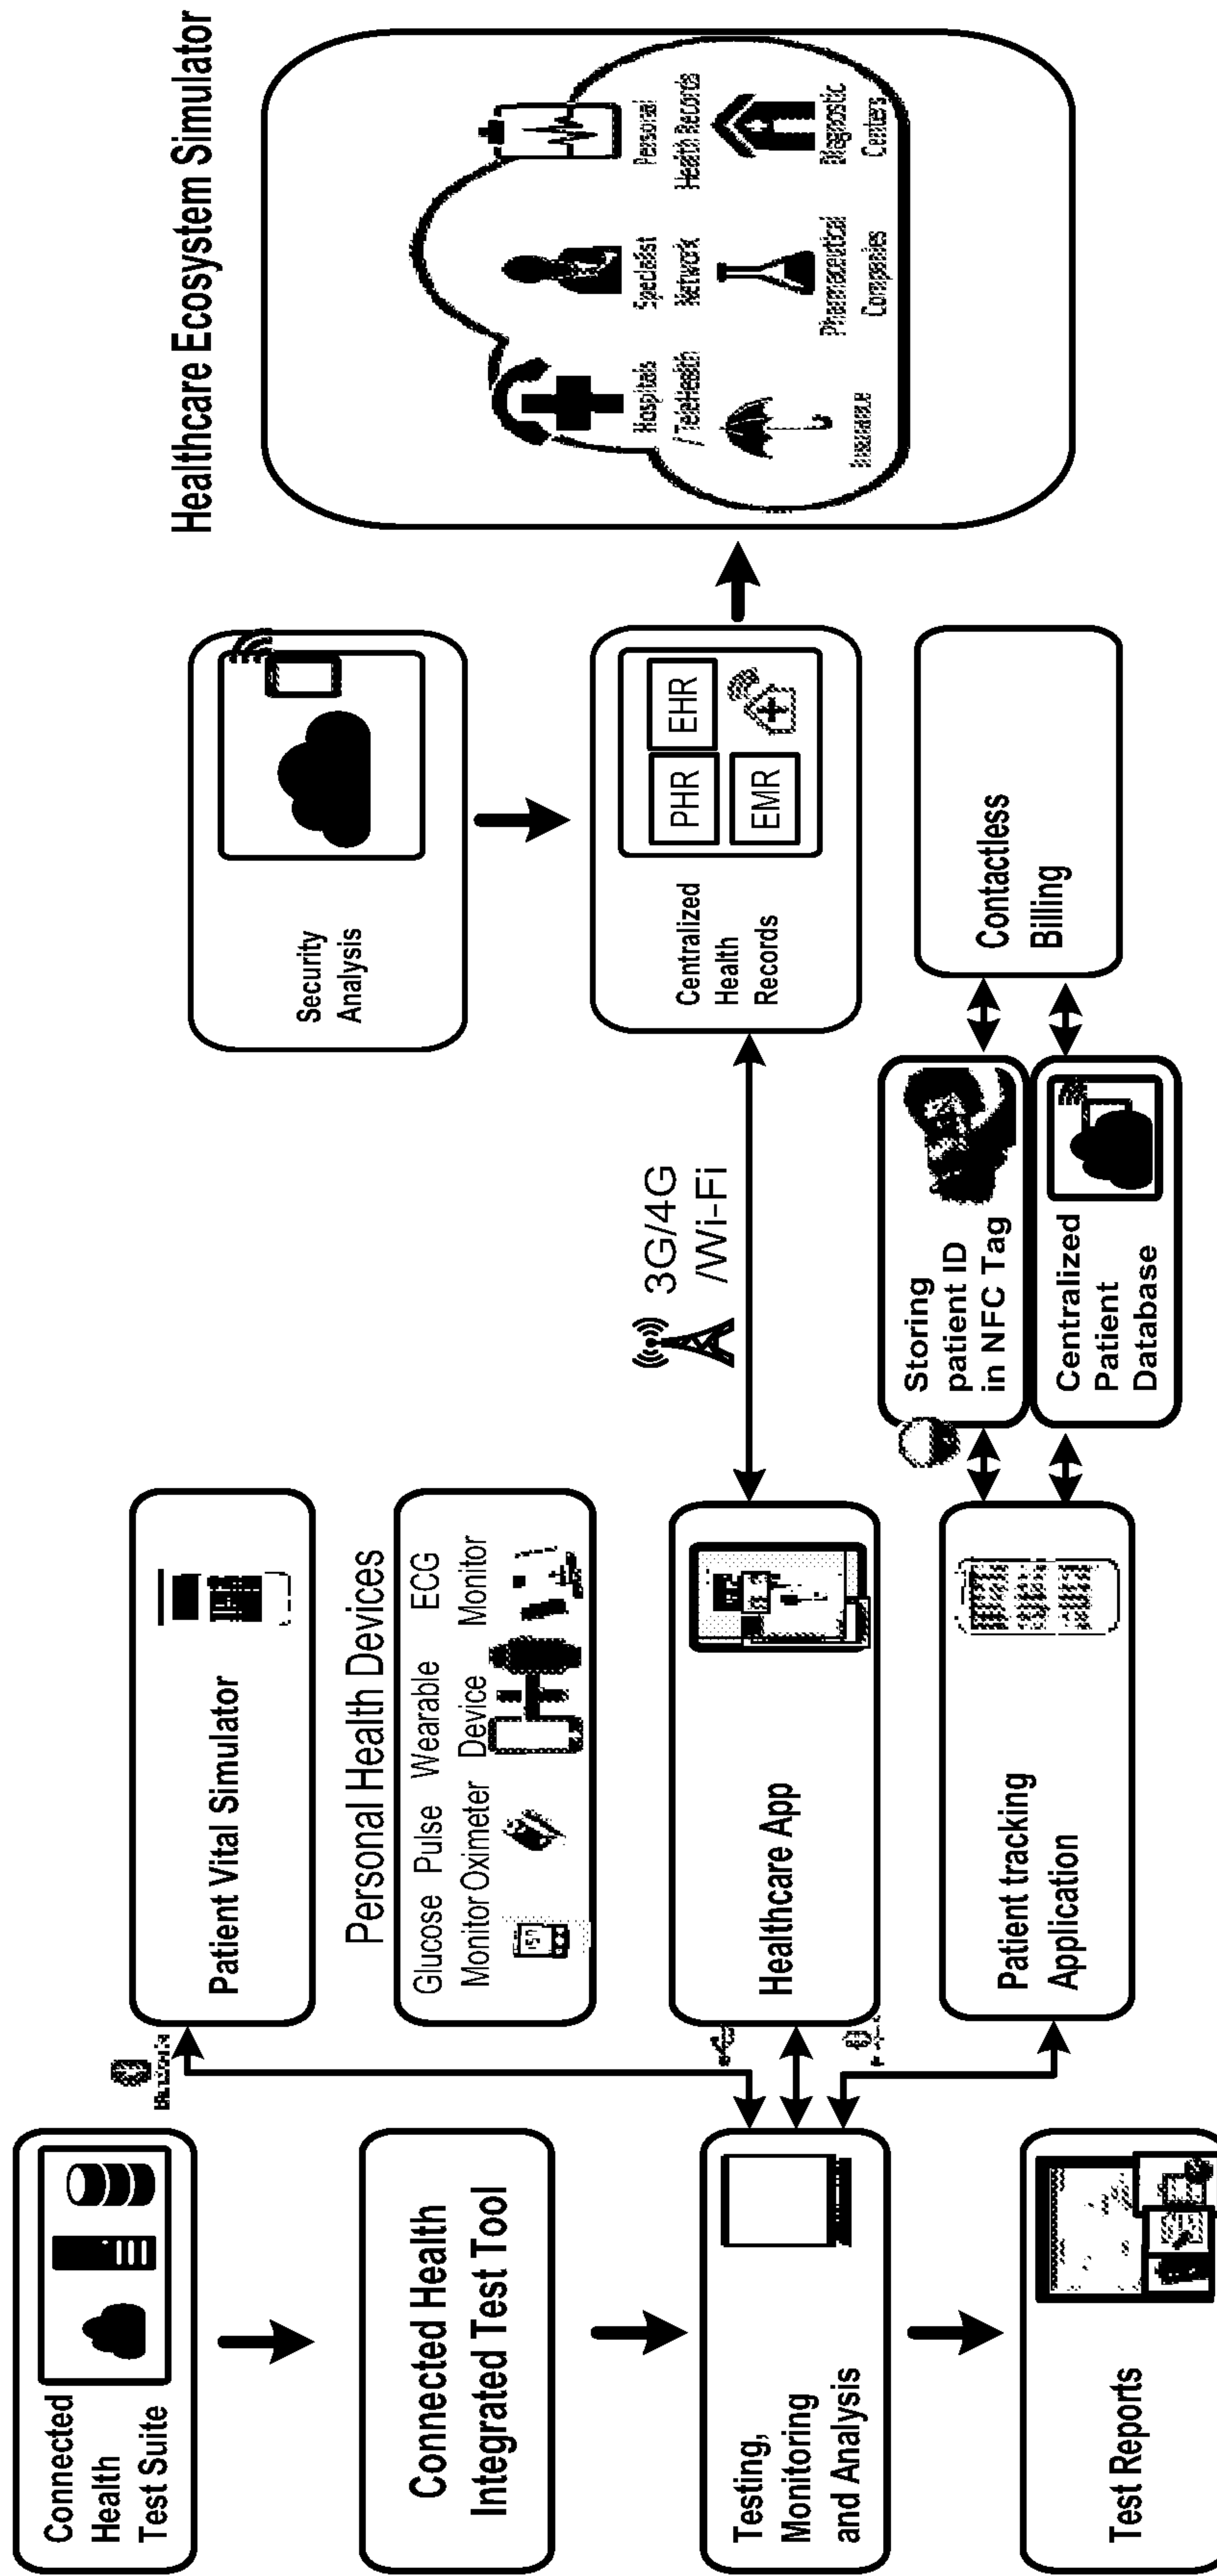 Connected
Health
Test Suite
Connected Health
Integrated Test Tool
Testing,
Monitoring
and Analysis
Test Reports
Patient Vital Simulator
Personal Health Devices
Glucose Pulse Wearable ECG
Monitor Oximeter Device Monitor
157
Healthcare App
Patient tracking
Application
3G/4G
/Wi-Fi
Storing
patient ID
in NFC Tag
Centralized
Patient
Database
Security
Analysis
Centralized
Health
Records
PHR
EHR
EMR
Contactless
Billing
Healthcare Ecosystem Simulator
Hospitals
/ TeleHealth
Specialist
Network
Personal
Health Records
Insurance
Pharmaceutical
Companies
Diagnostic
Centers